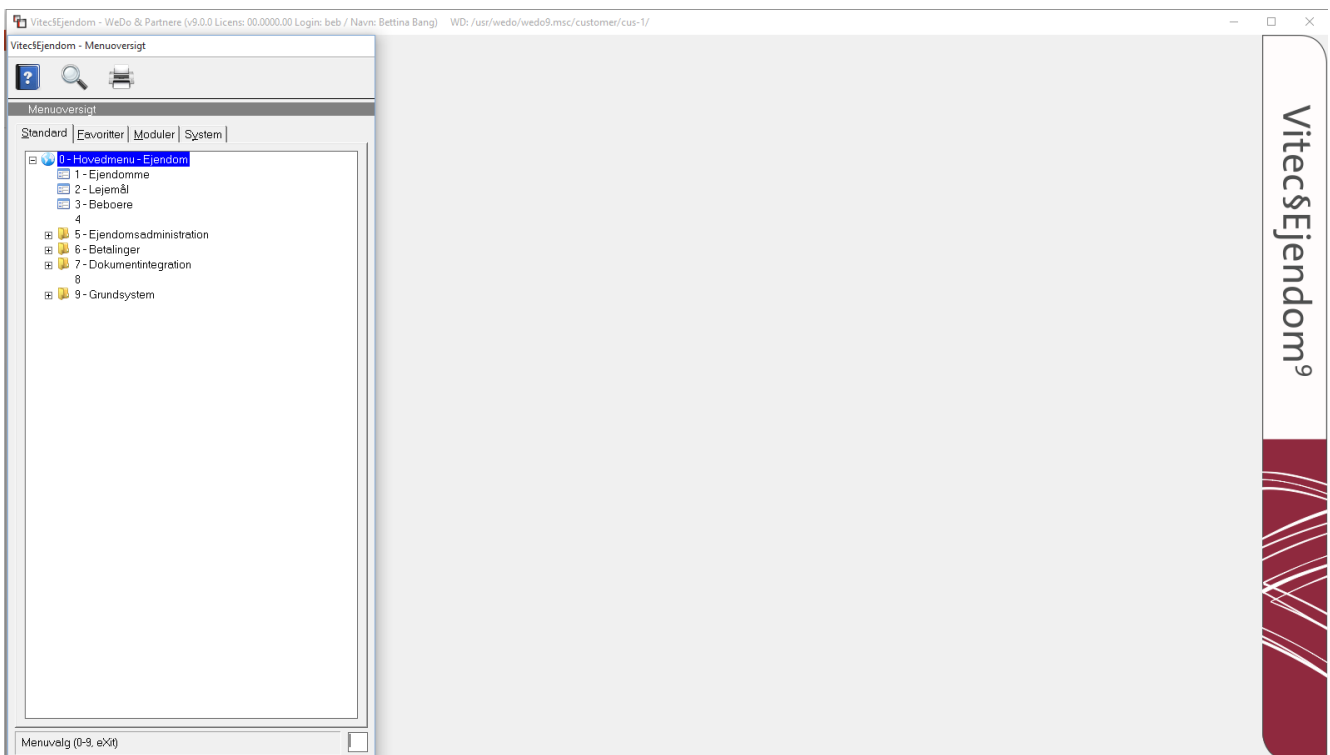 Vitec§Ejendom - WeDo & Partnere (v9.0.0 Licens: 00.0000.00 Login: beb / Navn: Bettina Bang) WD: /usr/wedo/wedo9.msc/customer/cus-1/
Vitec§Ejendom - Menuoversigt
?
Menuoversigt
Standard Favoritter Moduler System
0 - Hovedmenu - Ejendom
1 - Ejendomme
2 - Lejemål
3 - Beboere
4
5 - Ejendomsadministration
6 - Betalinger
7 - Dokumentintegration
8
9 - Grundsystem
Menuvalg (0-9, eXit)
Vitec§Ejendom9